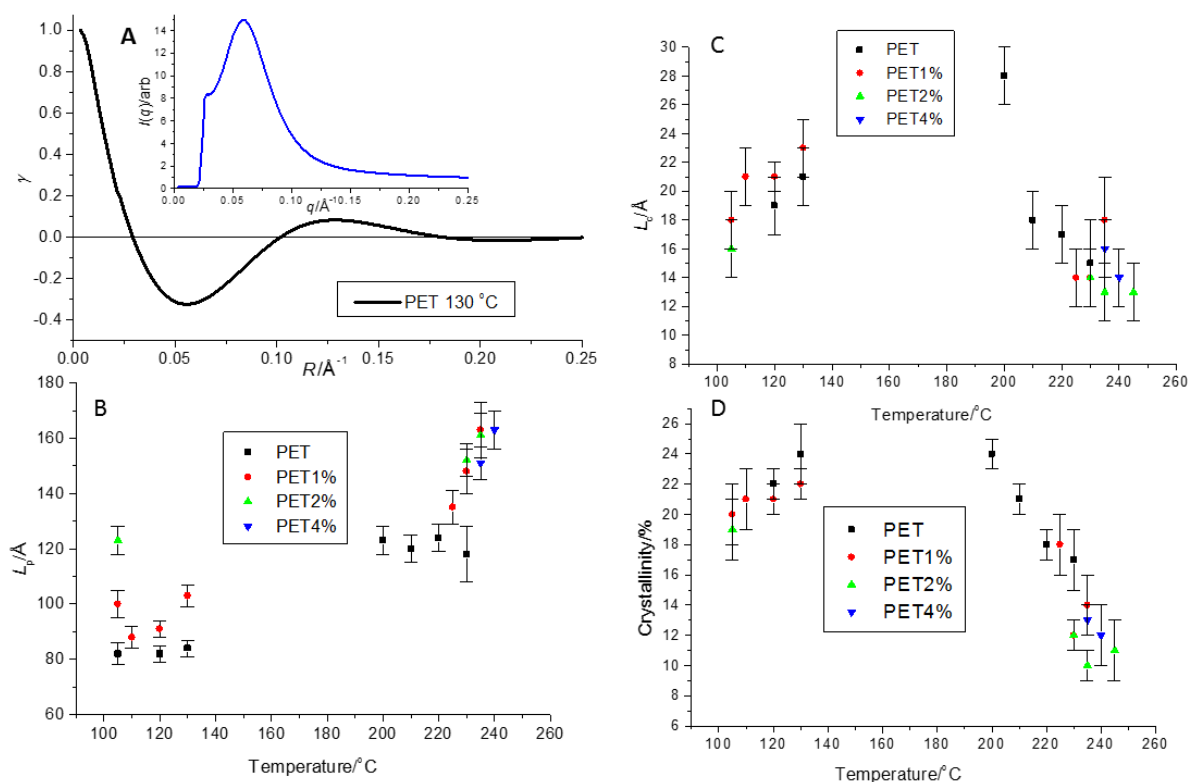 A
γ
1.0
0.8
0.6
0.4
0.2
0.0
-0.2
-0.4
0.00 0.05 0.10 0.15 0.20 0.25
R/Å⁻¹
PET 130 °C
I(q)/arb
14
12
10
8
6
4
2
0
0.00 0.05 0.10 0.15 0.20 0.25
q/Å⁻¹
B
Lp/Å
180
160
140
120
100
80
60
100 120 140 160 180 200 220 240 260
Temperature/°C
PET
PET1%
PET2%
PET4%
C
Lc/Å
30
28
26
24
22
20
18
16
14
12
10
8
100 120 140 160 180 200 220 240 260
Temperature/°C
PET
PET1%
PET2%
PET4%
D
Crystallinity/%
26
24
22
20
18
16
14
12
10
8
6
100 120 140 160 180 200 220 240 260
Temperature/°C
PET
PET1%
PET2%
PET4%